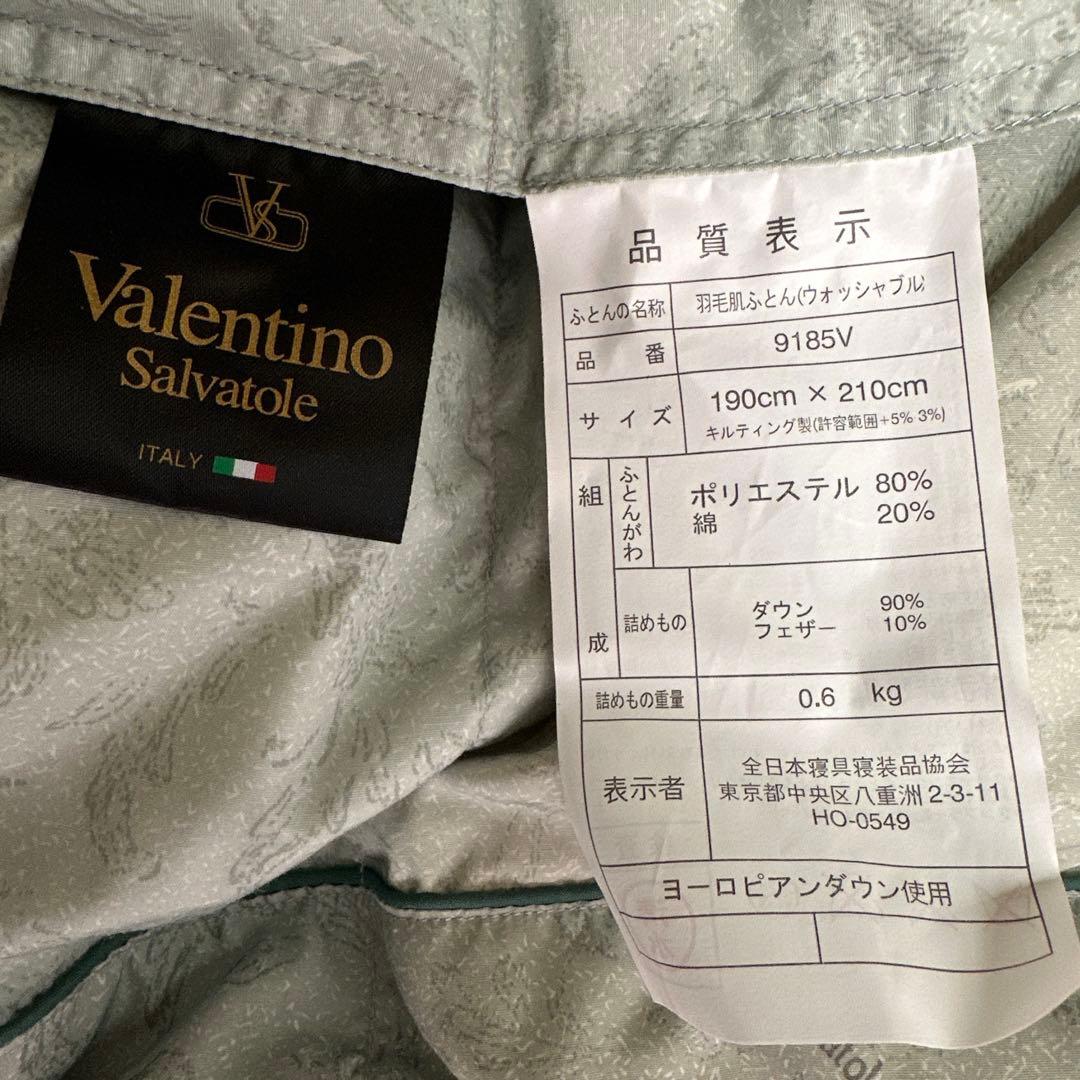 VS
Valentino
Salvatole
ITALY
品質表示
ふとんの名称 羽毛肌ふとん(ウォッシャブル)
品番 9185V
サイズ 190cm × 210cm
キルティング製(許容範囲+5% 3%)
組成
ふとんがわ
ポリエステル 80%
綿 20%
詰めもの
ダウン 90%
フェザー 10%
詰めもの重量 0.6 kg
表示者
全日本寝具寝装品協会
東京都中央区八重洲2-3-11
HO-0549
ヨーロピアンダウン使用